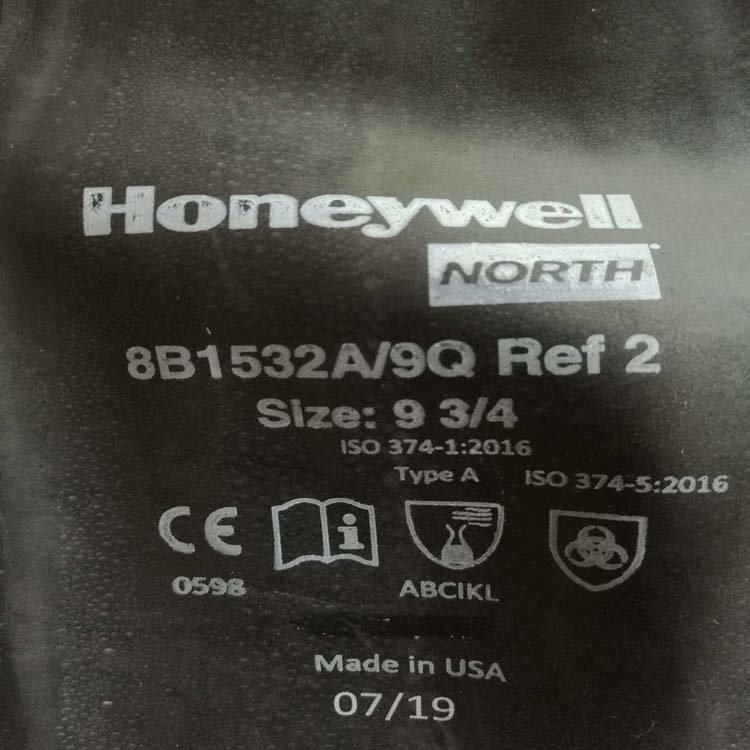 Honeywell
NORTH
8B1532A/9Q Ref 2
Size: 9 3/4
ISO 374-1:2016
Type A
ISO 374-5:2016
CE
i
0598
ABCIKL
Made in USA
07/19